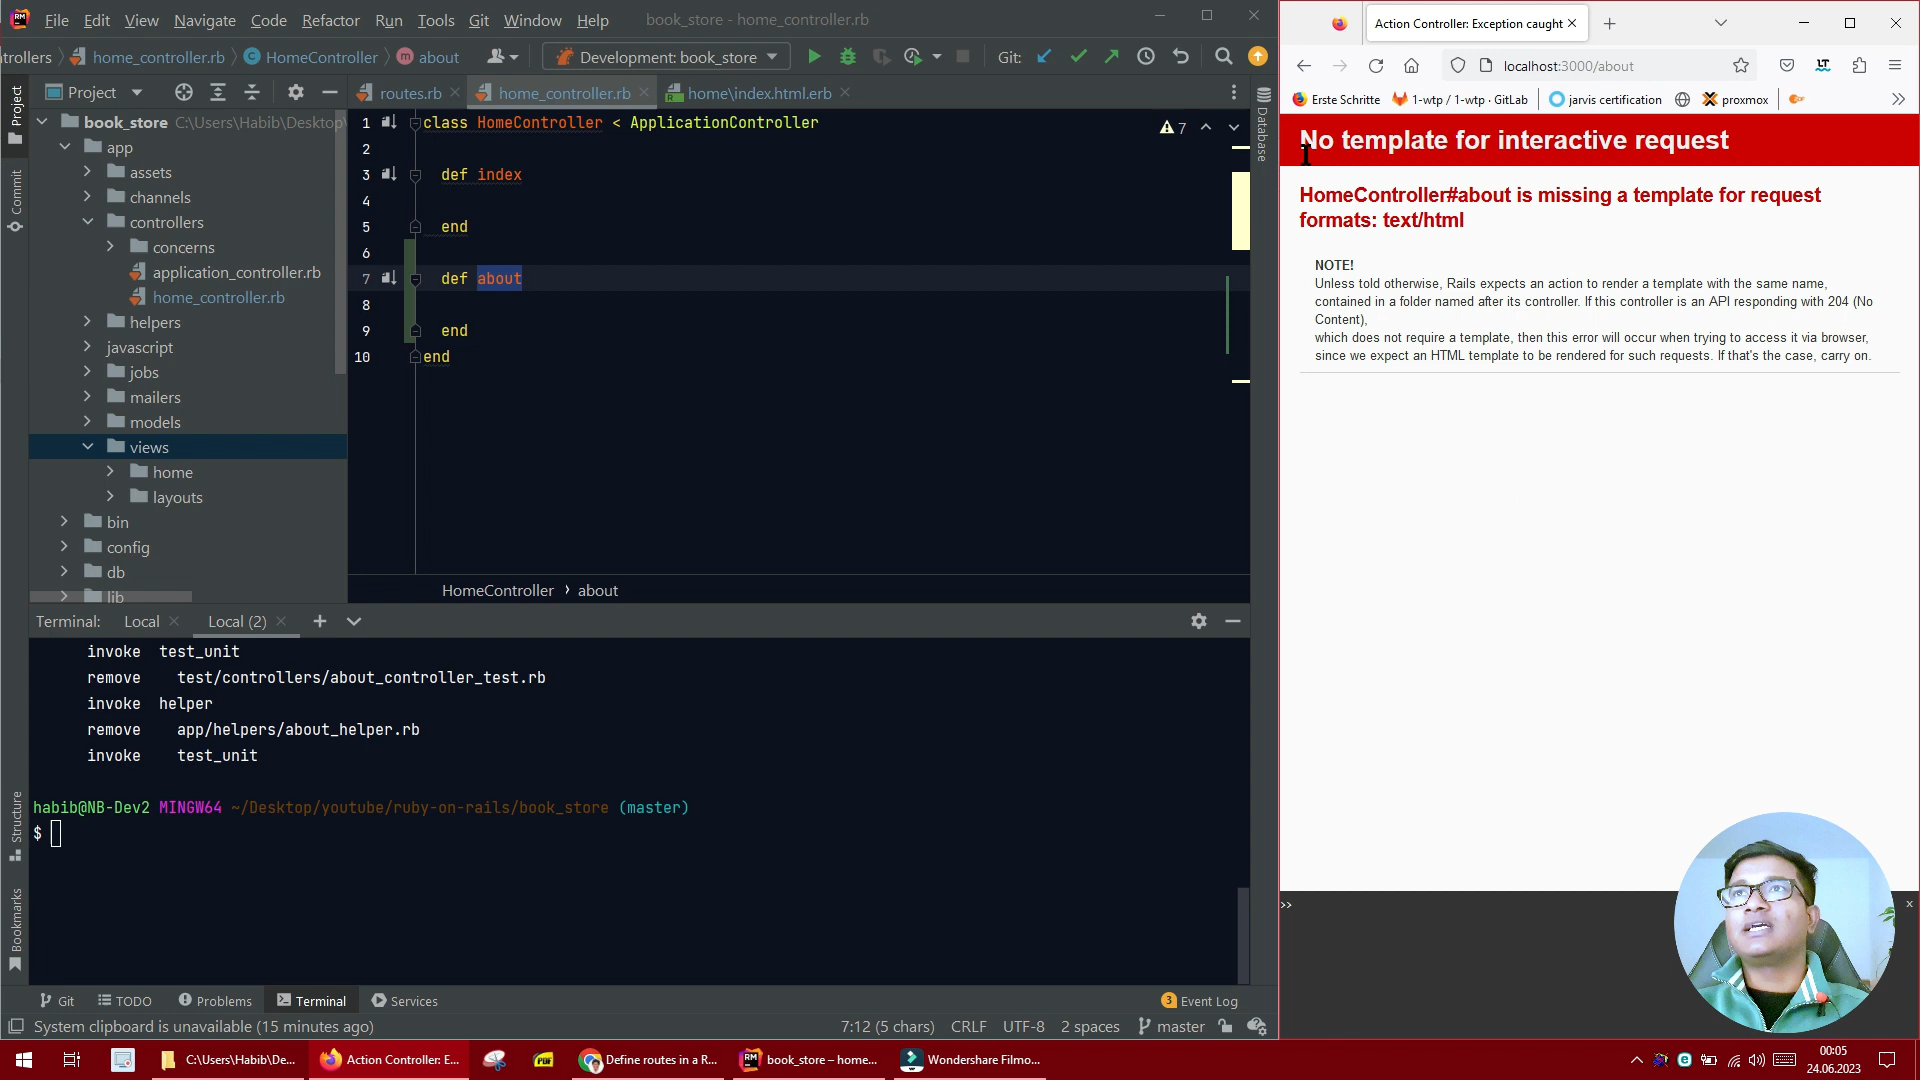 File Edit View Navigate Code Refactor Run Tools Git Window Help book_store - home_controller.rb
trollers home_controller.rb HomeController about Development: book_store Git:
Project
routes.rb home_controller.rb home\index.html.erb
book_store C:\Users\Habib\Desktop\
app
assets
channels
controllers
concerns
application_controller.rb
home_controller.rb
helpers
javascript
jobs
mailers
models
views
home
layouts
bin
config
db
lib
Project
Commit
Structure
Bookmarks
Database
7
1 class HomeController < ApplicationController
2
3 def index
4
5 end
6
7 def about
8
9 end
10 end
HomeController › about
Terminal: Local Local (2)
invoke test_unit
remove test/controllers/about_controller_test.rb
invoke helper
remove app/helpers/about_helper.rb
invoke test_unit
habib@NB-Dev2 MINGW64 ~/Desktop/youtube/ruby-on-rails/book_store (master)
$
Git TODO Problems Terminal Services 3 Event Log
System clipboard is unavailable (15 minutes ago) 7:12 (5 chars) CRLF UTF-8 2 spaces master
Action Controller: Exception caught
localhost:3000/about
Erste Schritte 1-wtp / 1-wtp · GitLab jarvis certification proxmox
No template for interactive request
HomeController#about is missing a template for request
formats: text/html
NOTE!
Unless told otherwise, Rails expects an action to render a template with the same name,
contained in a folder named after its controller. If this controller is an API responding with 204 (No
Content),
which does not require a template, then this error will occur when trying to access it via browser,
since we expect an HTML template to be rendered for such requests. If that's the case, carry on.
>> x
C:\Users\Habib\De... Action Controller: E... Define routes in a R... book_store – home... Wondershare Filmo...
00:05
24.06.2023